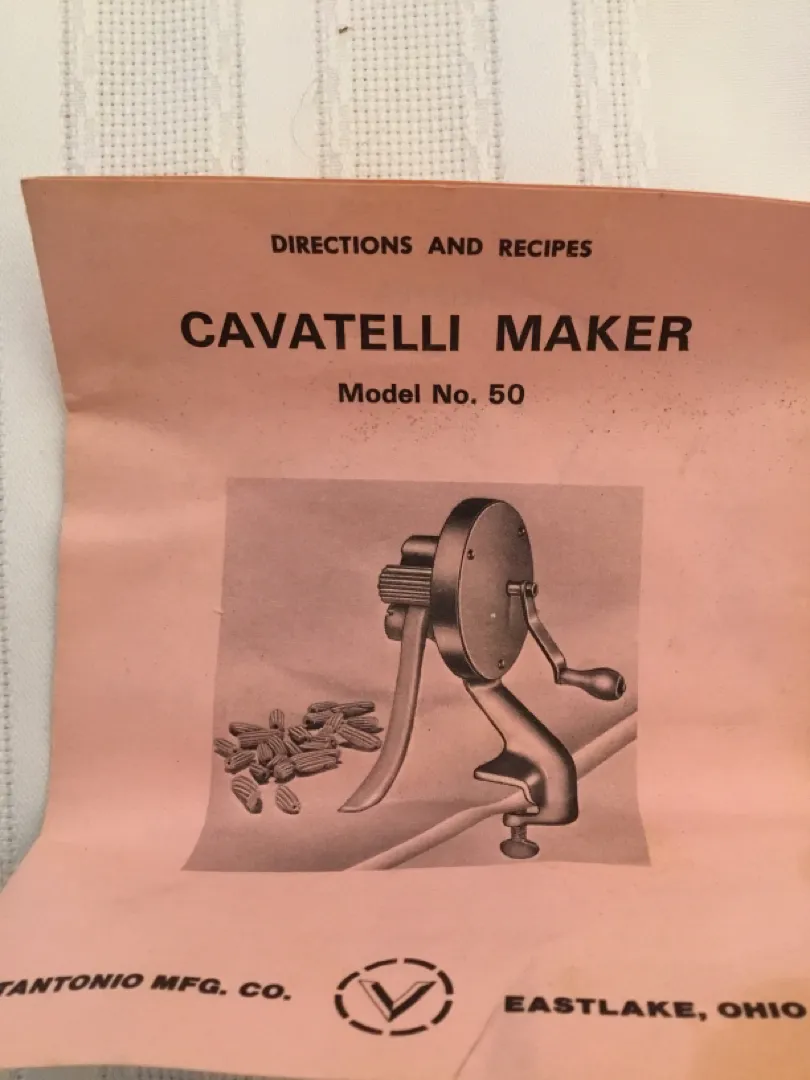 DIRECTIONS AND RECIPES
CAVATELLI MAKER
Model No. 50
TANTONIO MFG. CO.
V
EASTLAKE, OHIO